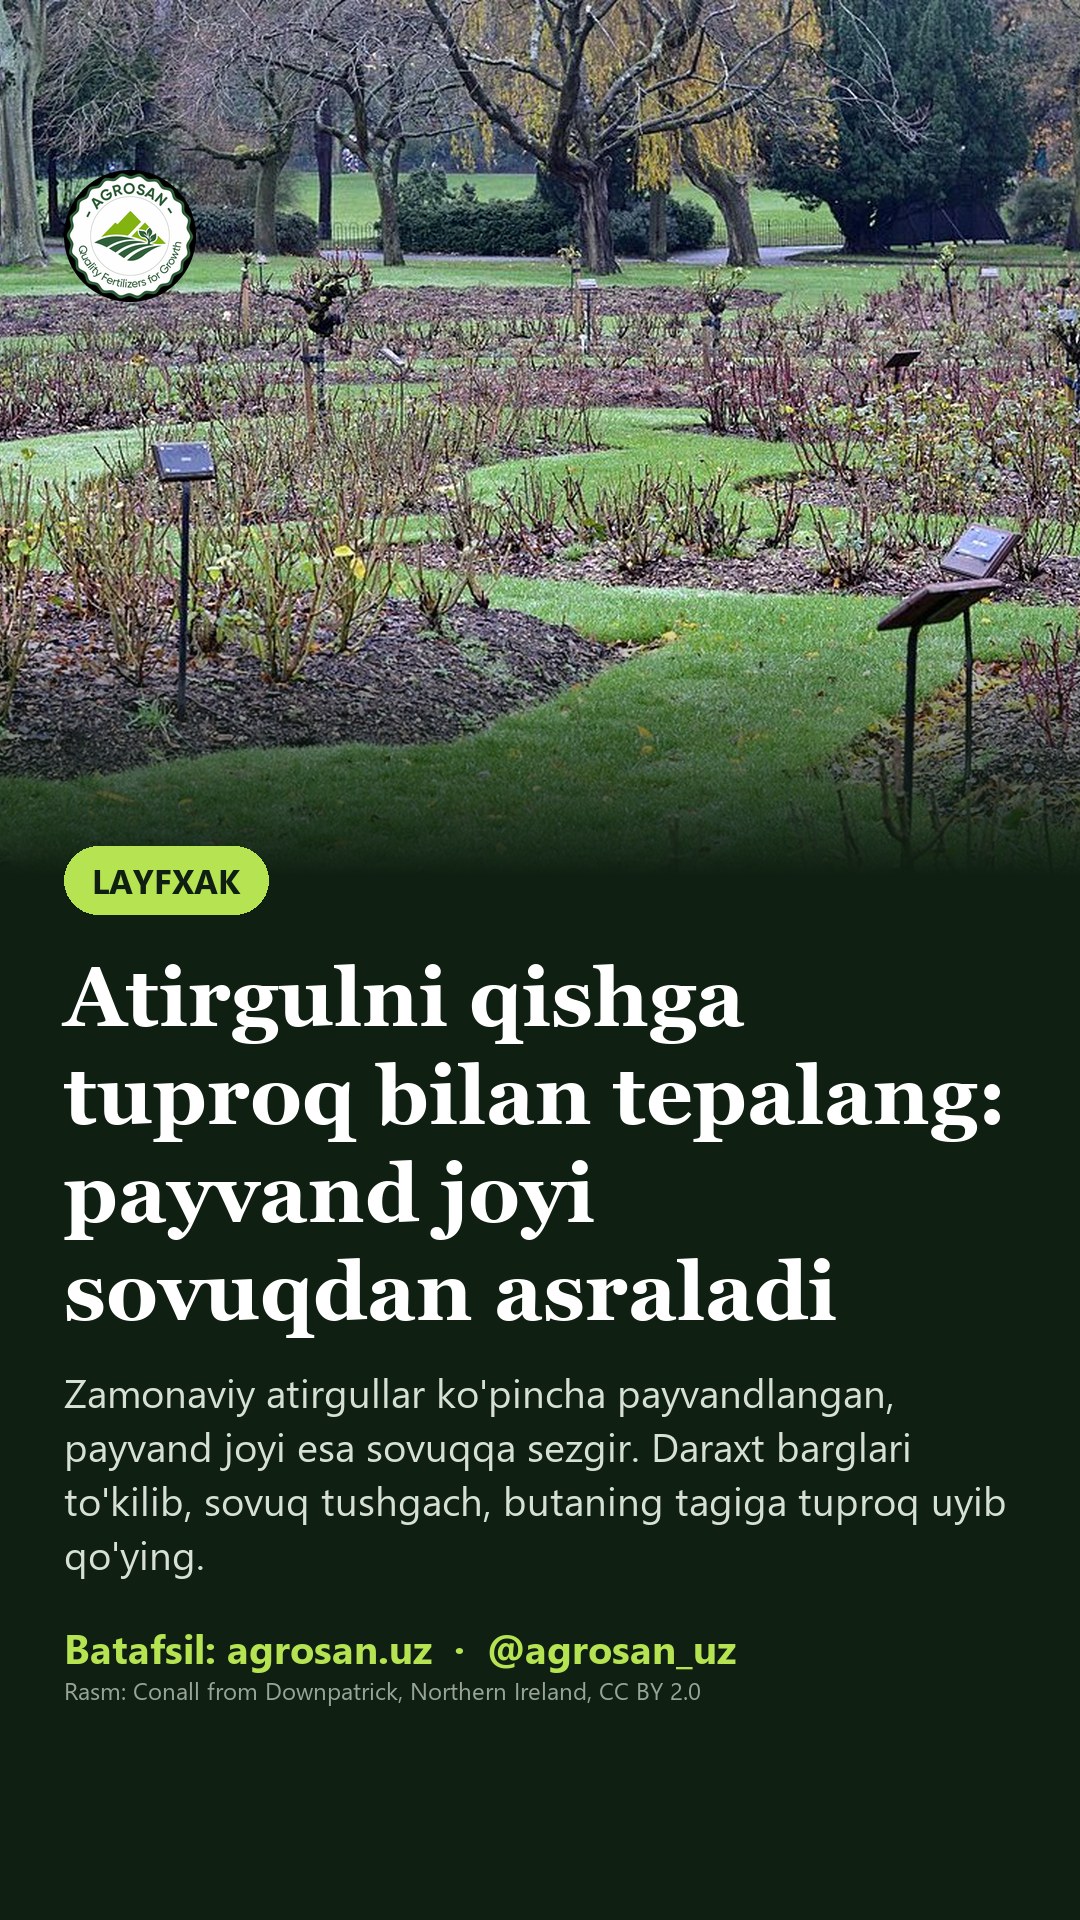 - AGROSAN -
Quality Fertilizers for Growth
LAYFXAK
Atirgulni qishga
tuproq bilan tepalang:
payvand joyi
sovuqdan asraladi
Zamonaviy atirgullar ko'pincha payvandlangan,
payvand joyi esa sovuqqa sezgir. Daraxt barglari
to'kilib, sovuq tushgach, butaning tagiga tuproq uyib
qo'ying.
Batafsil: agrosan.uz · @agrosan_uz
Rasm: Conall from Downpatrick, Northern Ireland, CC BY 2.0